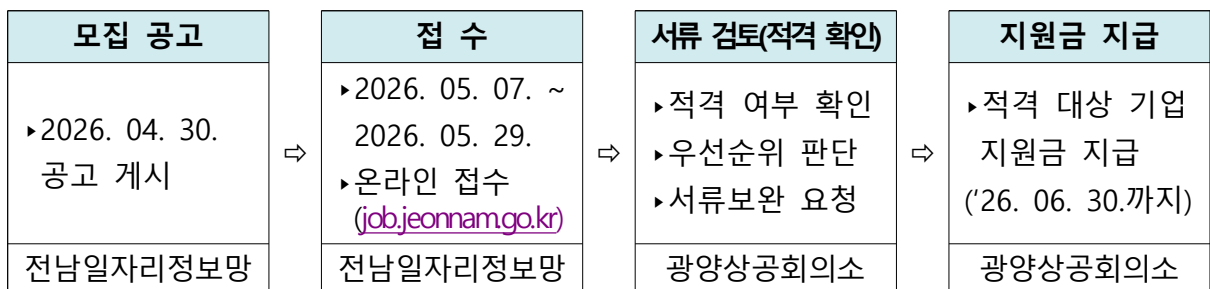 모집 공고
▸2026. 04. 30.
공고 게시
전남일자리정보망
⇨
접 수
▸2026. 05. 07. ~
2026. 05. 29.
▸온라인 접수
(job.jeonnam.go.kr)
전남일자리정보망
⇨
서류 검토(적격 확인)
▸적격 여부 확인
▸우선순위 판단
▸서류보완 요청
광양상공회의소
⇨
지원금 지급
▸적격 대상 기업
지원금 지급
('26. 06. 30.까지)
광양상공회의소